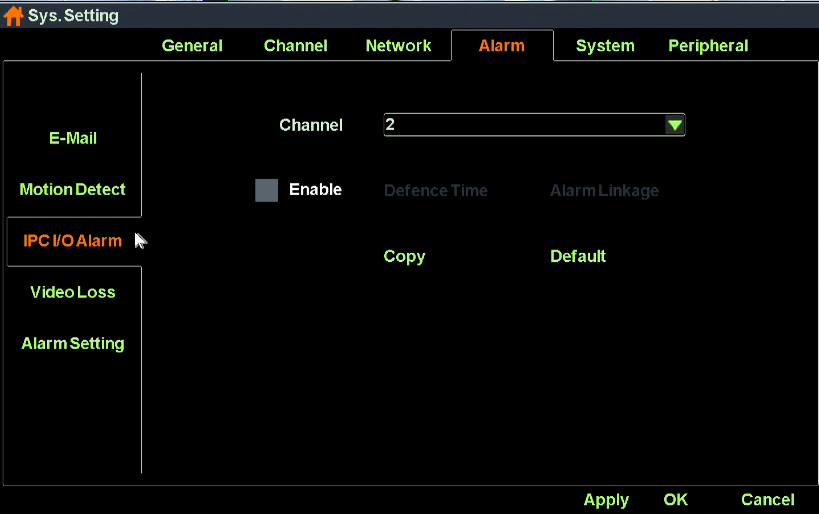 Sys. Setting
General Channel Network Alarm System Peripheral
Channel 2
E-Mail
Motion Detect
Enable Defence Time Alarm Linkage
IPC I/O Alarm
Copy Default
Video Loss
Alarm Setting
Apply OK Cancel